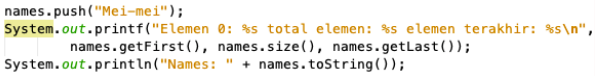 names.push("Mei-mei");
System.out.printf("Elemen 0: %s total elemen: %s elemen terakhir: %s\n",
names.getFirst(), names.size(), names.getLast());
System.out.println("Names: " + names.toString());